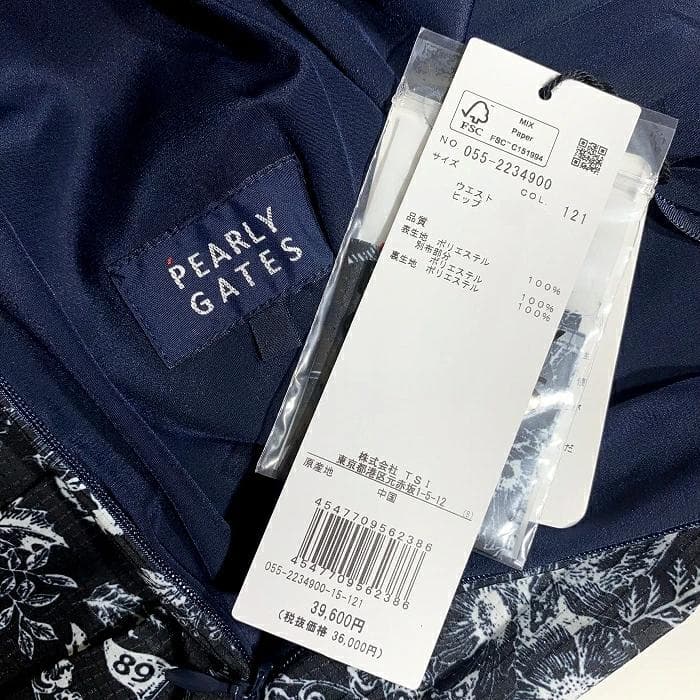 PEARLY
GATES
FSC
MIX
Paper
FSC™ C151994
NO. 055-2234900
サイズ
COL. 121
ウエスト
ヒップ
品質
表生地 ポリエステル 100%
別布部分
ポリエステル 100%
裏生地 ポリエステル 100%
株式会社 TSI
東京都港区元赤坂1-5-12
原産地 中国
(B)
4547709562386
4547709562386
055-2234900-15-121
39,600円
(税抜価格 36,000円)
89